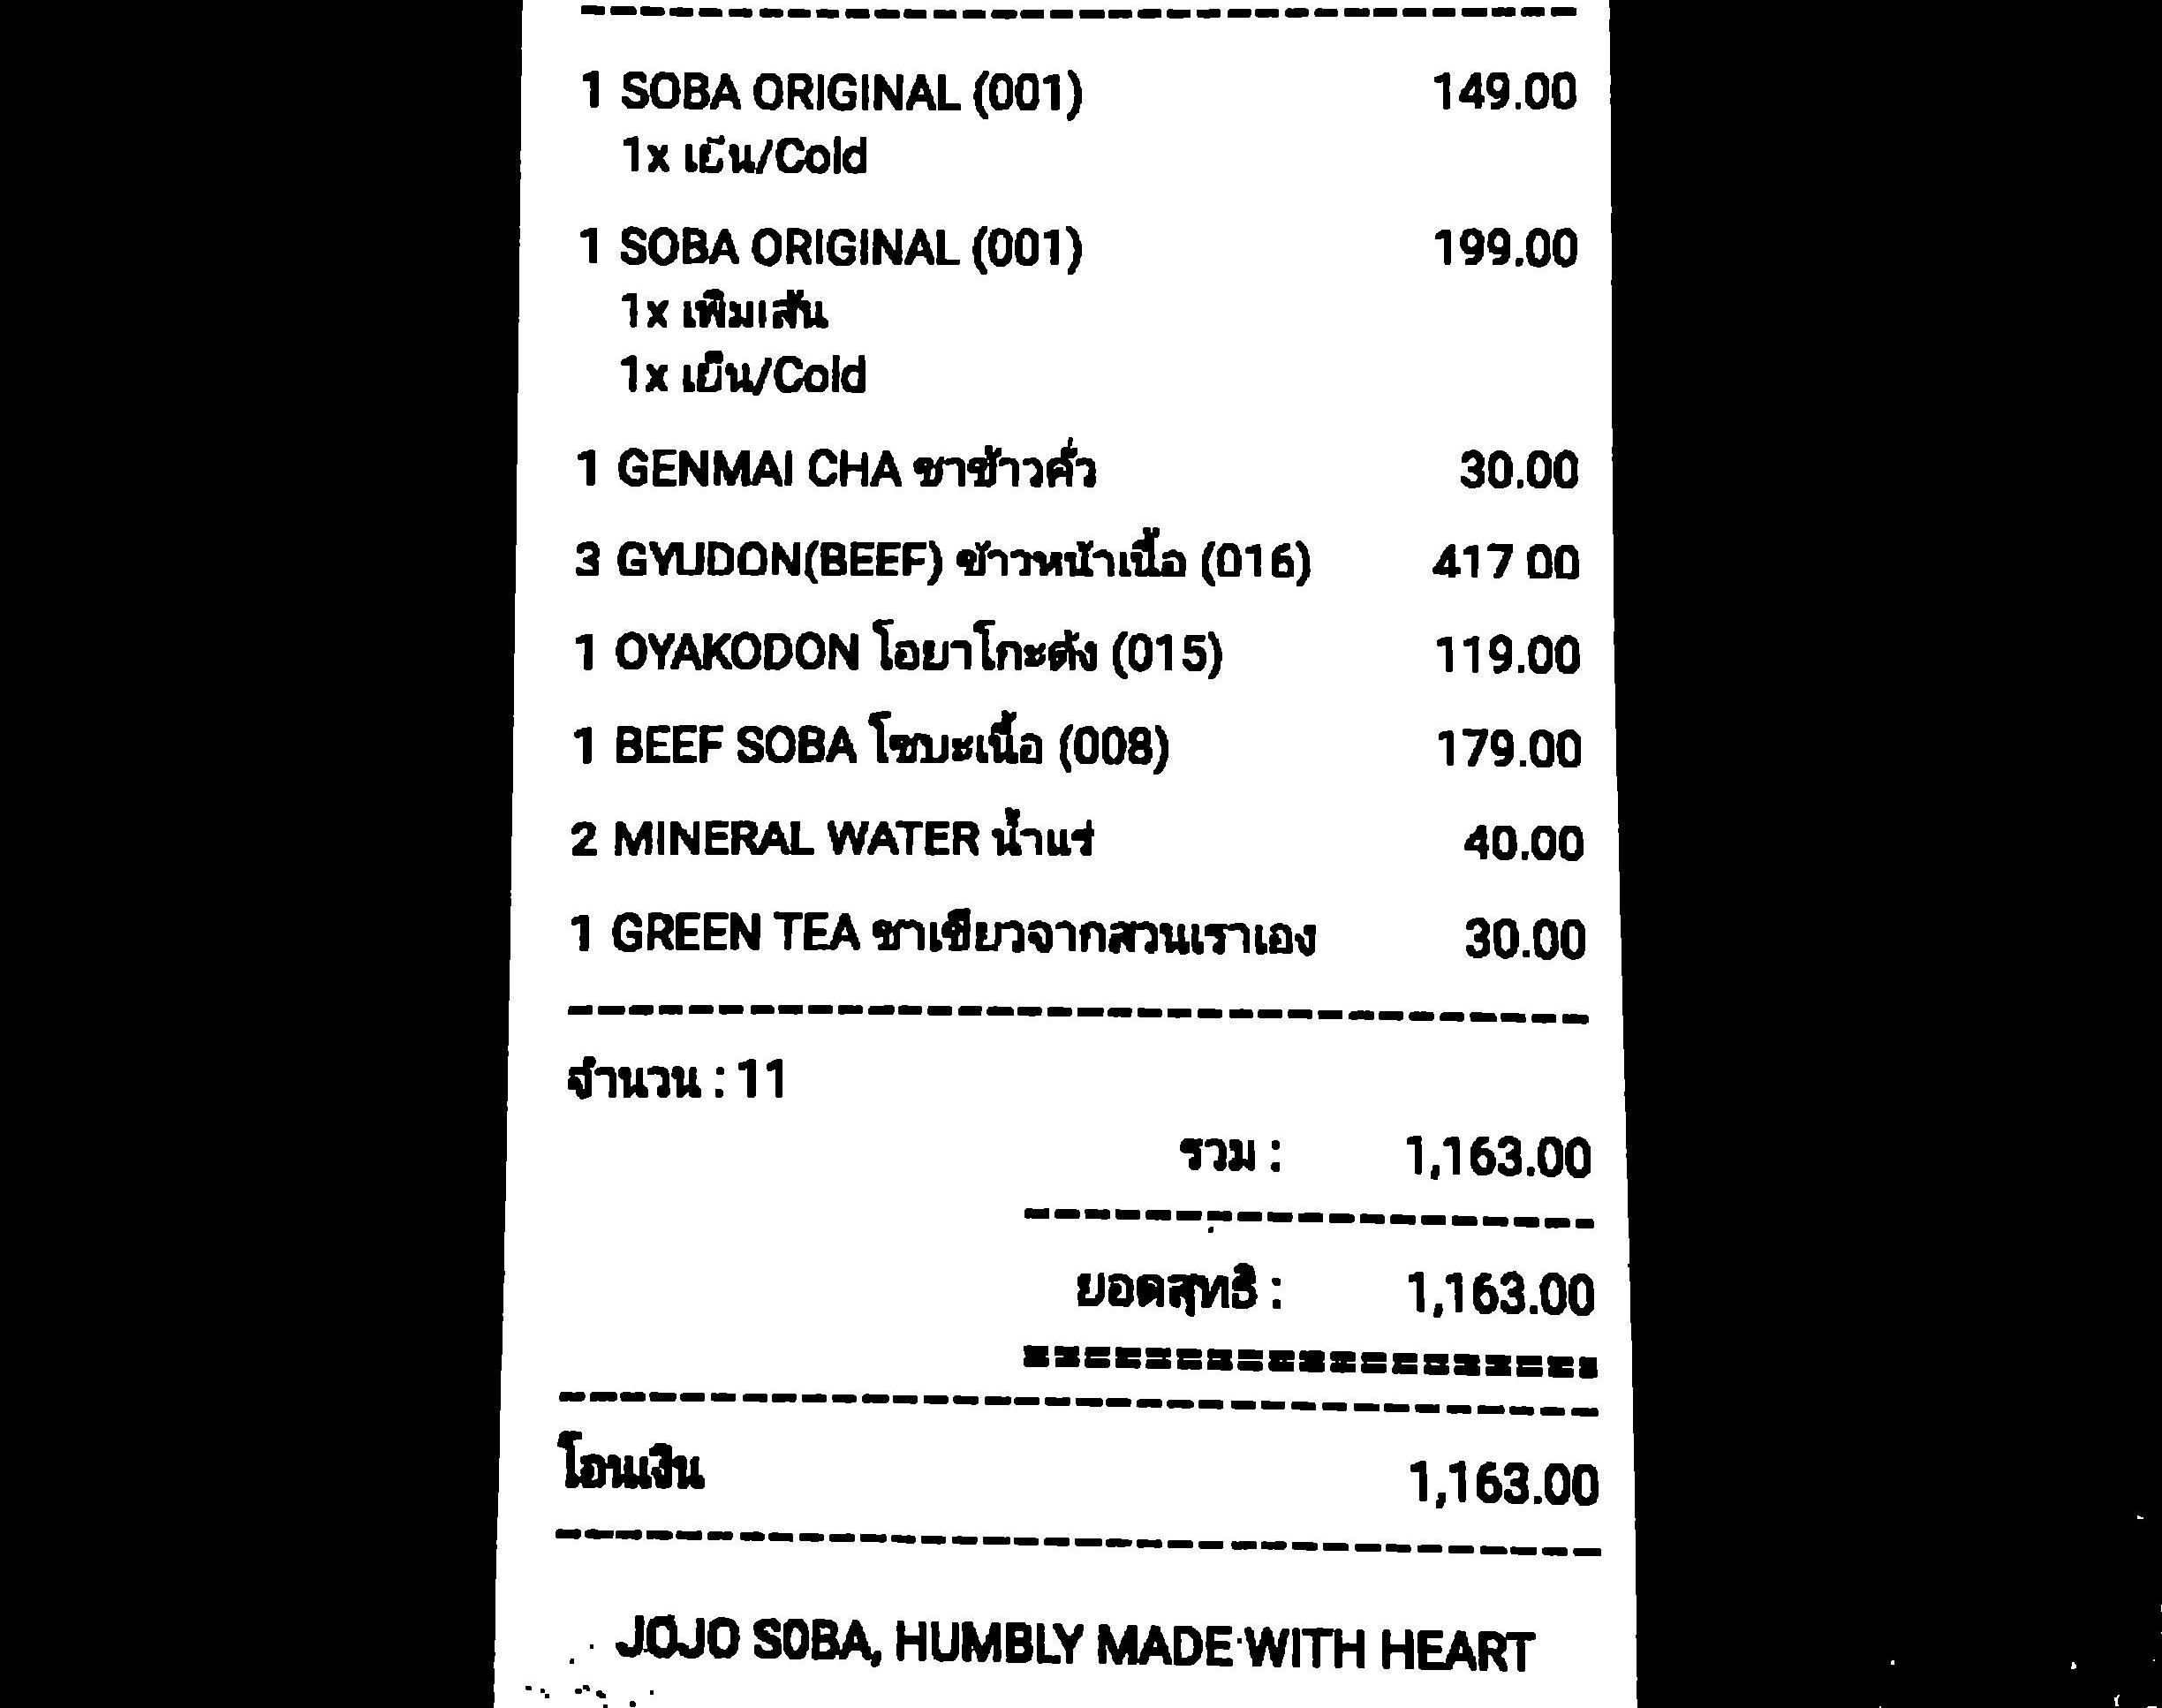 1 SOBA ORIGINAL (001) 149.00
1x เย็น/Cold
1 SOBA ORIGINAL (001) 199.00
1x เพิ่มเส้น
1x เย็น/Cold
1 GENMAI CHA ชาข้าวคั่ว 30.00
3 GYUDON(BEEF) ข้าวหน้าเนื้อ (016) 417 00
1 OYAKODON โอยาโกะด้ง (015) 119.00
1 BEEF SOBA โซบะเนื้อ (008) 179.00
2 MINERAL WATER น้ำแร่ 40.00
1 GREEN TEA ชาเขียวจากสวนเราเอง 30.00
จำนวน : 11
รวม : 1,163.00
ยอดสุทธิ : 1,163.00
โอนเงิน 1,163.00
JOJO SOBA, HUMBLY MADE WITH HEART